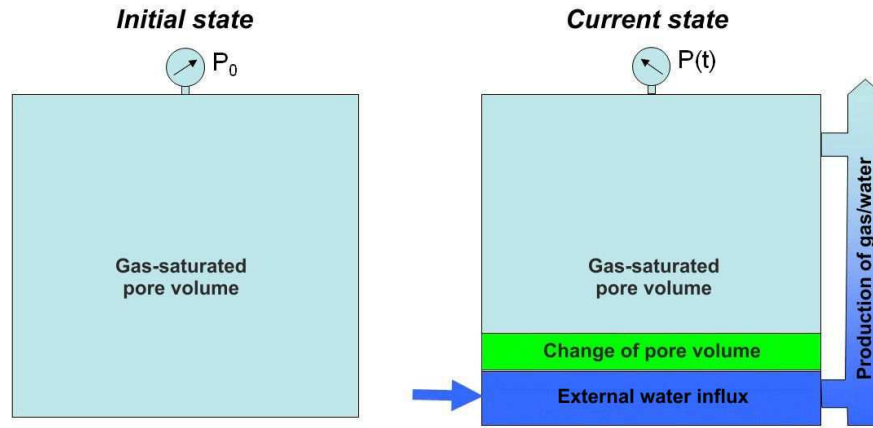 Initial state
P₀
Gas-saturated
pore volume
Current state
P(t)
Gas-saturated
pore volume
Change of pore volume
External water influx
Production of gas/water